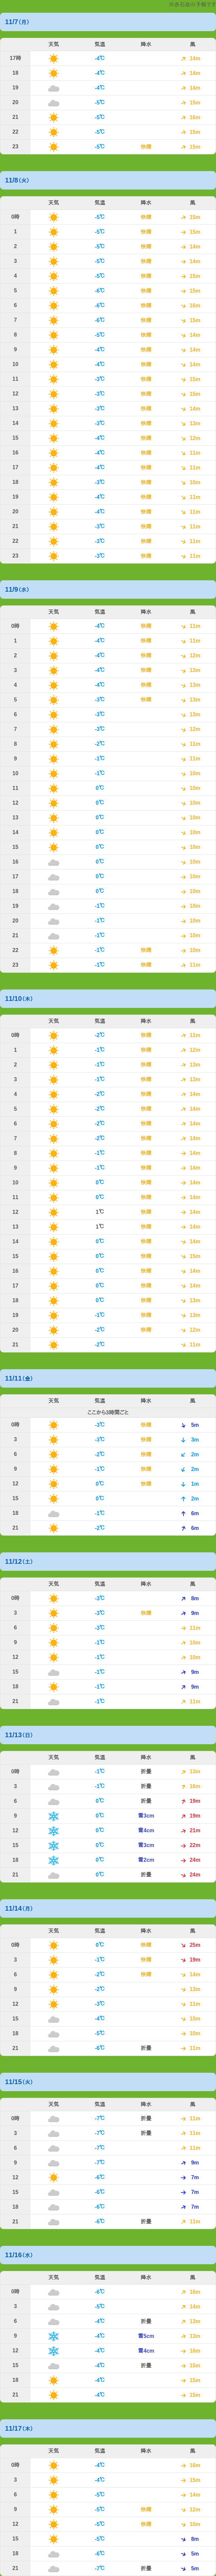 11/7(月)
天気 気温 降水 風
17時 -4℃ 14m
18 -4℃ 14m
19 -4℃ 14m
20 -5℃ 15m
21 -5℃ 16m
22 -5℃ 15m
23 -5℃ 快晴 15m
11/8(火)
天気 気温 降水 風
0時 -5℃ 快晴 15m
1 -5℃ 快晴 15m
2 -5℃ 快晴 14m
3 -5℃ 快晴 14m
4 -5℃ 快晴 15m
5 -6℃ 快晴 15m
6 -6℃ 快晴 16m
7 -6℃ 快晴 15m
8 -5℃ 快晴 14m
9 -4℃ 快晴 14m
10 -4℃ 快晴 14m
11 -3℃ 快晴 15m
12 -3℃ 快晴 15m
13 -3℃ 快晴 14m
14 -3℃ 快晴 13m
15 -4℃ 快晴 12m
16 -4℃ 快晴 11m
17 -4℃ 快晴 11m
18 -3℃ 快晴 10m
19 -4℃ 快晴 11m
20 -4℃ 快晴 11m
21 -3℃ 快晴 11m
22 -3℃ 快晴 11m
23 -3℃ 快晴 11m
11/9(水)
天気 気温 降水 風
0時 -4℃ 快晴 11m
1 -4℃ 快晴 11m
2 -4℃ 快晴 12m
3 -4℃ 快晴 13m
4 -4℃ 快晴 13m
5 -3℃ 快晴 13m
6 -3℃ 13m
7 -3℃ 12m
8 -2℃ 11m
9 -1℃ 11m
10 -1℃ 10m
11 0℃ 10m
12 0℃ 10m
13 0℃ 10m
14 0℃ 10m
15 0℃ 10m
16 0℃ 10m
17 0℃ 10m
18 0℃ 10m
19 -1℃ 10m
20 -1℃ 10m
21 -1℃ 10m
22 -1℃ 快晴 10m
23 -1℃ 快晴 11m
11/10(木)
天気 気温 降水 風
0時 -2℃ 快晴 11m
1 -1℃ 快晴 12m
2 -1℃ 快晴 13m
3 -1℃ 快晴 13m
4 -2℃ 快晴 14m
5 -2℃ 快晴 14m
6 -2℃ 快晴 14m
7 -2℃ 快晴 14m
8 -1℃ 快晴 14m
9 -1℃ 快晴 14m
10 0℃ 快晴 14m
11 0℃ 快晴 14m
12 1℃ 快晴 14m
13 1℃ 快晴 14m
14 0℃ 快晴 14m
15 0℃ 快晴 15m
16 0℃ 快晴 14m
17 0℃ 快晴 14m
18 0℃ 快晴 13m
19 -1℃ 快晴 13m
20 -2℃ 快晴 12m
21 -2℃ 快晴 11m
11/11(金)
天気 気温 降水 風
ここから3時間ごと
0時 -3℃ 快晴 5m
3 -3℃ 快晴 3m
6 -2℃ 快晴 2m
9 -1℃ 快晴 2m
12 0℃ 快晴 1m
15 0℃ 2m
18 -1℃ 6m
21 -2℃ 6m
11/12(土)
天気 気温 降水 風
0時 -3℃ 8m
3 -3℃ 快晴 9m
6 -3℃ 11m
9 -1℃ 10m
12 -1℃ 10m
15 -1℃ 9m
18 -1℃ 9m
21 -1℃ 11m
11/13(日)
天気 気温 降水 風
0時 -1℃ 折曇 13m
3 -1℃ 折曇 16m
6 0℃ 折曇 19m
9 0℃ 雪3cm 19m
12 0℃ 雪4cm 21m
15 0℃ 雪3cm 22m
18 0℃ 雪2cm 24m
21 0℃ 折曇 24m
11/14(月)
天気 気温 降水 風
0時 0℃ 快晴 25m
3 -1℃ 快晴 19m
6 -2℃ 快晴 14m
9 -2℃ 13m
12 -3℃ 11m
15 -4℃ 10m
18 -5℃ 10m
21 -6℃ 折曇 11m
11/15(火)
天気 気温 降水 風
0時 -7℃ 折曇 11m
3 -7℃ 折曇 11m
6 -7℃ 11m
9 -7℃ 9m
12 -6℃ 7m
15 -6℃ 7m
18 -6℃ 7m
21 -6℃ 折曇 11m
11/16(水)
天気 気温 降水 風
0時 -6℃ 16m
3 -5℃ 14m
6 -4℃ 折曇 13m
9 -4℃ 雪5cm 13m
12 -4℃ 雪4cm 16m
15 -4℃ 折曇 15m
18 -4℃ 15m
21 -4℃ 15m
11/17(木)
天気 気温 降水 風
0時 -4℃ 16m
3 -4℃ 15m
6 -5℃ 14m
9 -5℃ 快晴 12m
12 -5℃ 快晴 10m
15 -5℃ 8m
18 -6℃ 5m
21 -7℃ 折曇 5m